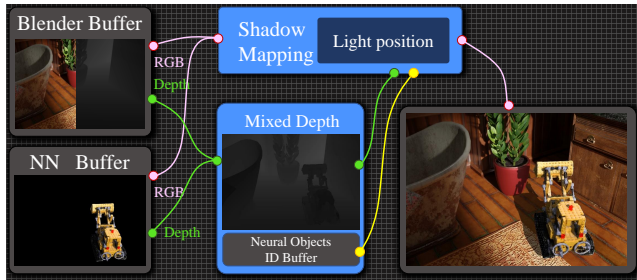 Blender Buffer
RGB
Depth
NN Buffer
RGB
Depth
Shadow
Mapping
Light position
Mixed Depth
Neural Objects
ID Buffer